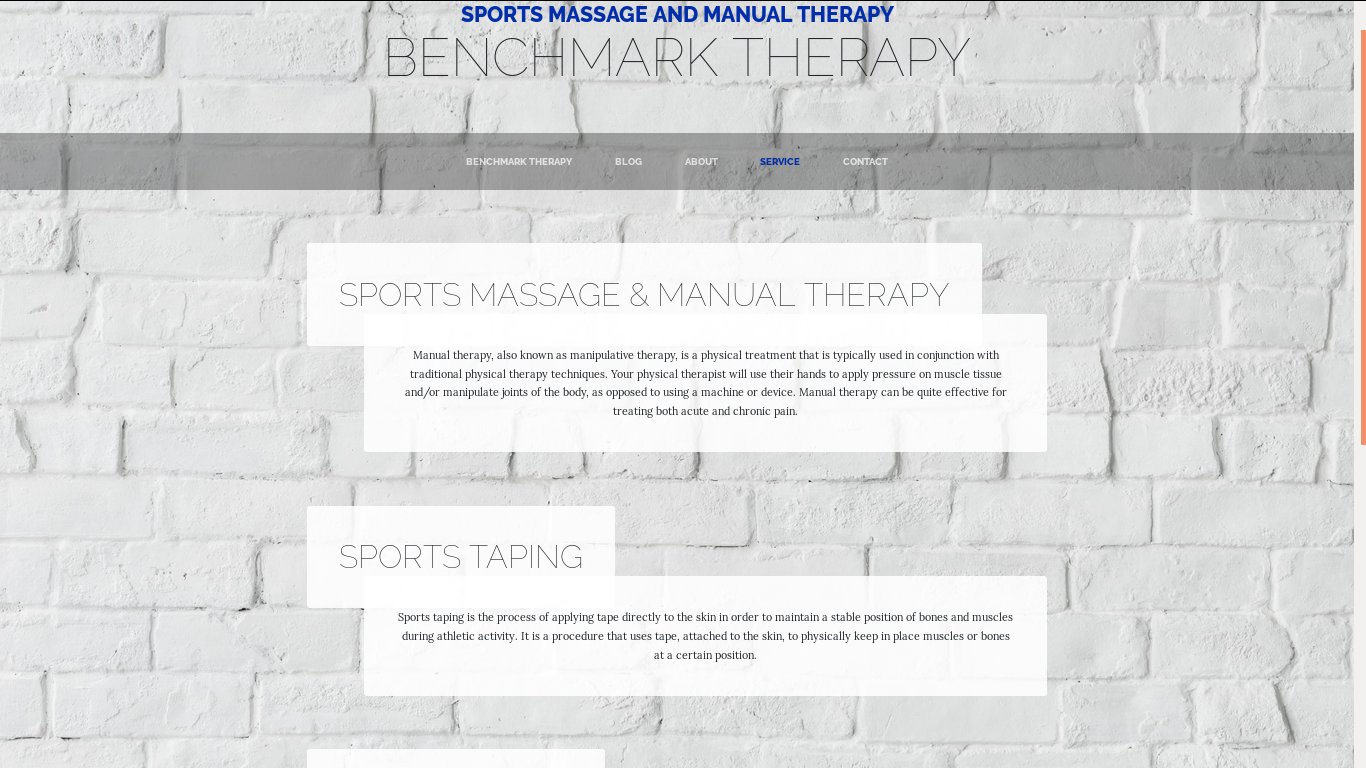 SPORTS MASSAGE AND MANUAL THERAPY
BENCHMARK THERAPY
BENCHMARK THERAPY BLOG ABOUT SERVICE CONTACT
SPORTS MASSAGE & MANUAL THERAPY
Manual therapy, also known as manipulative therapy, is a physical treatment that is typically used in conjunction with
traditional physical therapy techniques. Your physical therapist will use their hands to apply pressure on muscle tissue
and/or manipulate joints of the body, as opposed to using a machine or device. Manual therapy can be quite effective for
treating both acute and chronic pain.
SPORTS TAPING
Sports taping is the process of applying tape directly to the skin in order to maintain a stable position of bones and muscles
during athletic activity. It is a procedure that uses tape, attached to the skin, to physically keep in place muscles or bones
at a certain position.